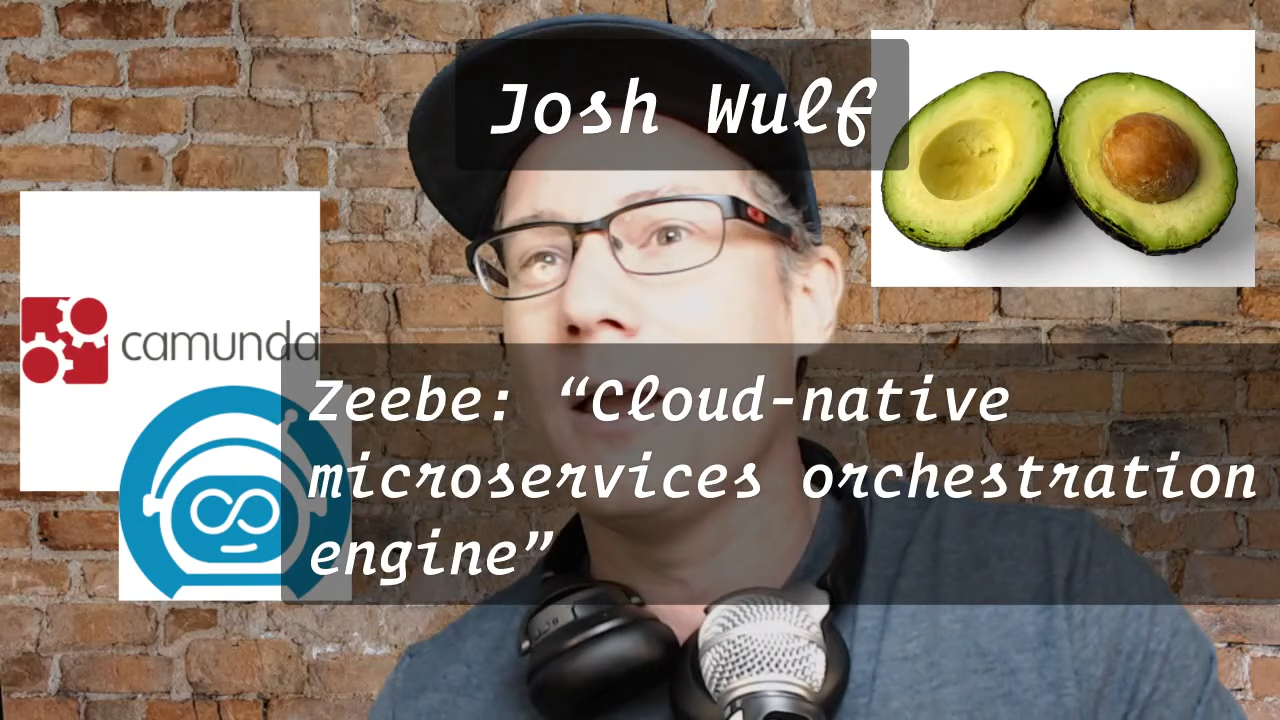 Josh Wulf
camunda
Zeebe: “Cloud-native
microservices orchestration
engine”